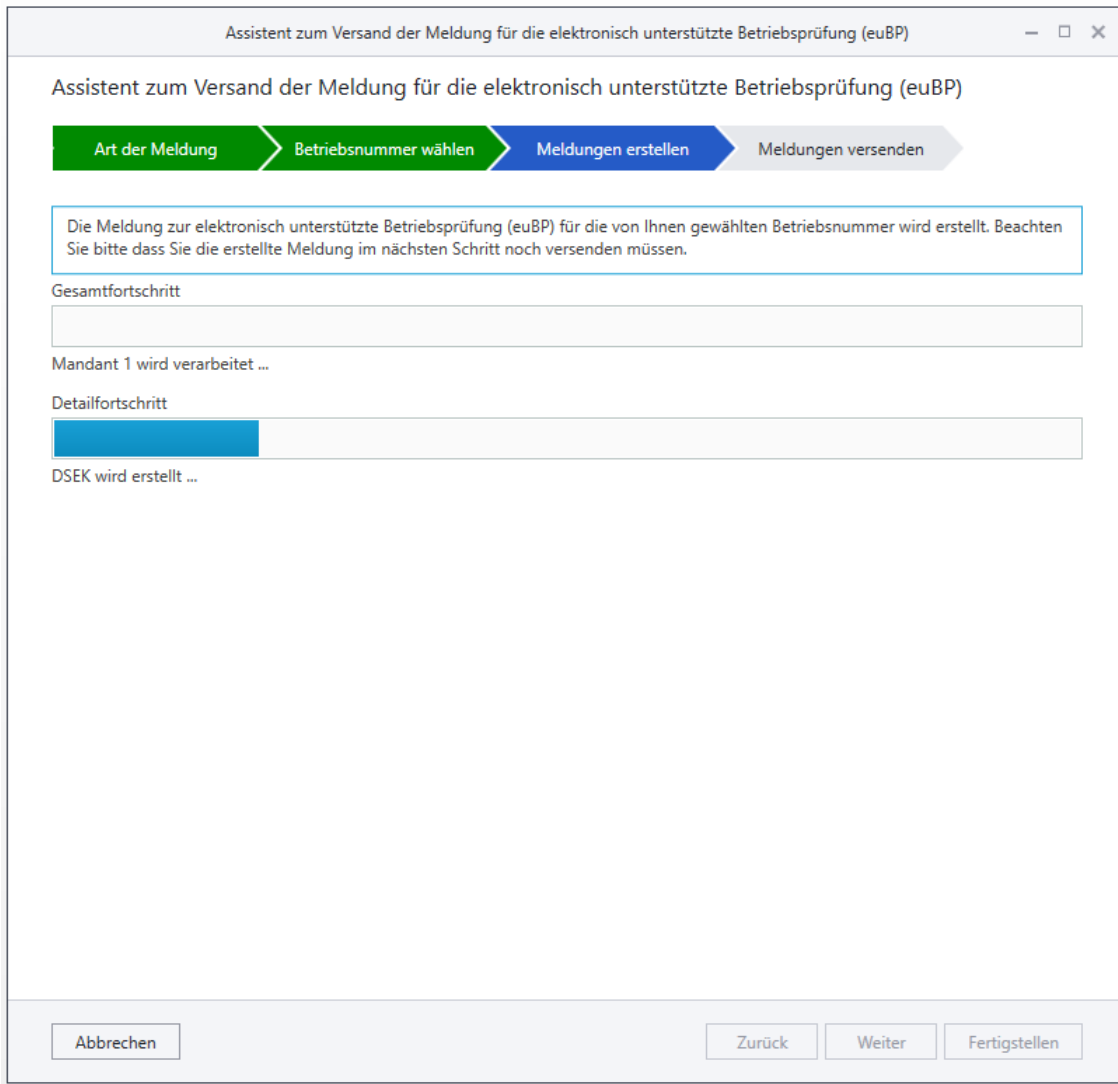 Assistent zum Versand der Meldung für die elektronisch unterstützte Betriebsprüfung (euBP)
Assistent zum Versand der Meldung für die elektronisch unterstützte Betriebsprüfung (euBP)
Art der Meldung
Betriebsnummer wählen
Meldungen erstellen
Meldungen versenden
Die Meldung zur elektronisch unterstützte Betriebsprüfung (euBP) für die von Ihnen gewählten Betriebsnummer wird erstellt. Beachten
Sie bitte dass Sie die erstellte Meldung im nächsten Schritt noch versenden müssen.
Gesamtfortschritt
Mandant 1 wird verarbeitet ...
Detailfortschritt
DSEK wird erstellt ...
Abbrechen
Zurück
Weiter
Fertigstellen